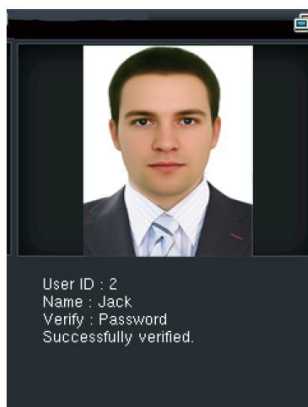 User ID : 2
Name : Jack
Verify : Password
Successfully verified.